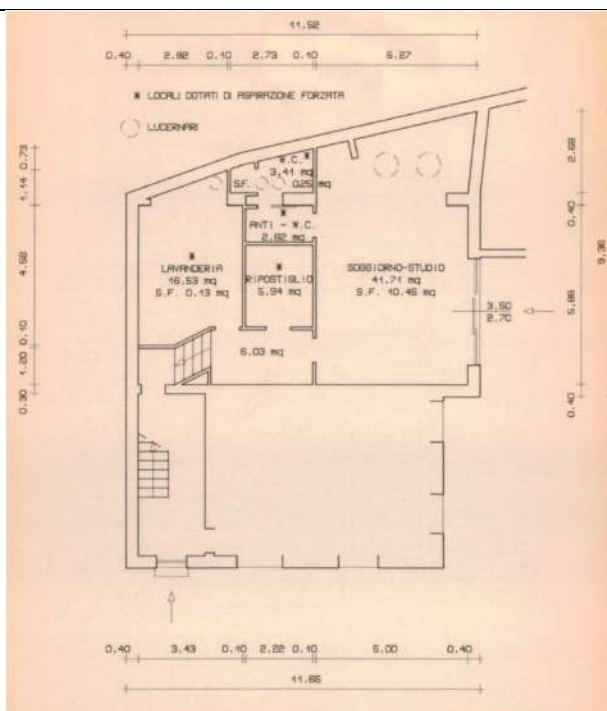 11.52
0.40 2.92 0.10 2.73 0.10 5.27
* LOCALI DOTATI DI ASPIRAZIONE FORZATA
LUCERNARI
W.C. *
3.41 mq
S.F. 0.25 mq
*
ANTI - W.C.
2.62 mq
*
LAVANDERIA
16.53 mq
S.F. 0.13 mq
*
RIPOSTIGLIO
5.94 mq
SOGGIORNO-STUDIO
41.71 mq
S.F. 10.45 mq
3.50
2.70
6.03 mq
0.73
1.14
4.58
0.10
1.20
0.30
2.68
0.40
5.88
0.40
9.36
0.40 3.43 0.10 2.22 0.10 5.00 0.40
11.65